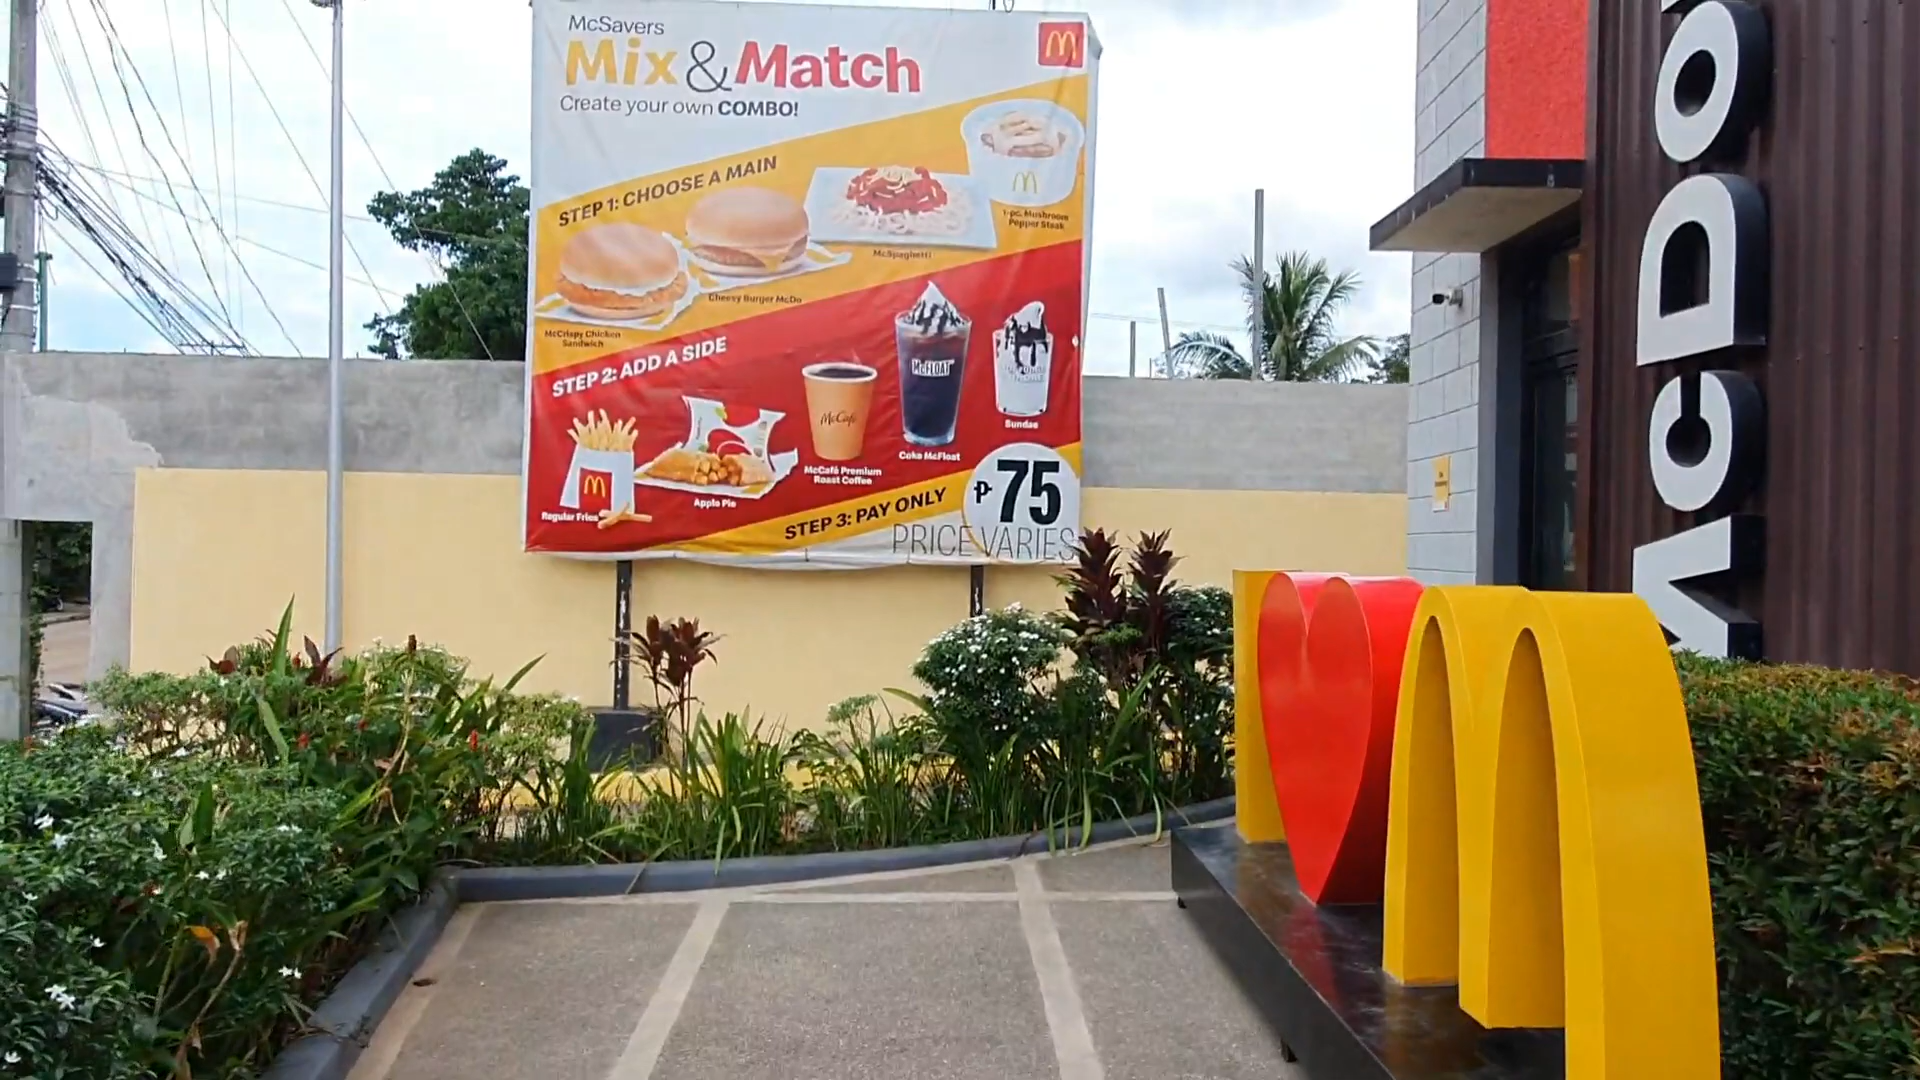 McSavers
Mix & Match
Create your own COMBO!
STEP 1: CHOOSE A MAIN
1-pc. Mushroom
Pepper Steak
McSpaghetti
Cheesy Burger McDo
McCrispy Chicken
Sandwich
STEP 2: ADD A SIDE
McFLOAT
McCafé
Sundae
Coke McFloat
McCafé Premium
Roast Coffee
Apple Pie
Regular Fries
STEP 3: PAY ONLY
₱75
PRICE VARIES
McDo